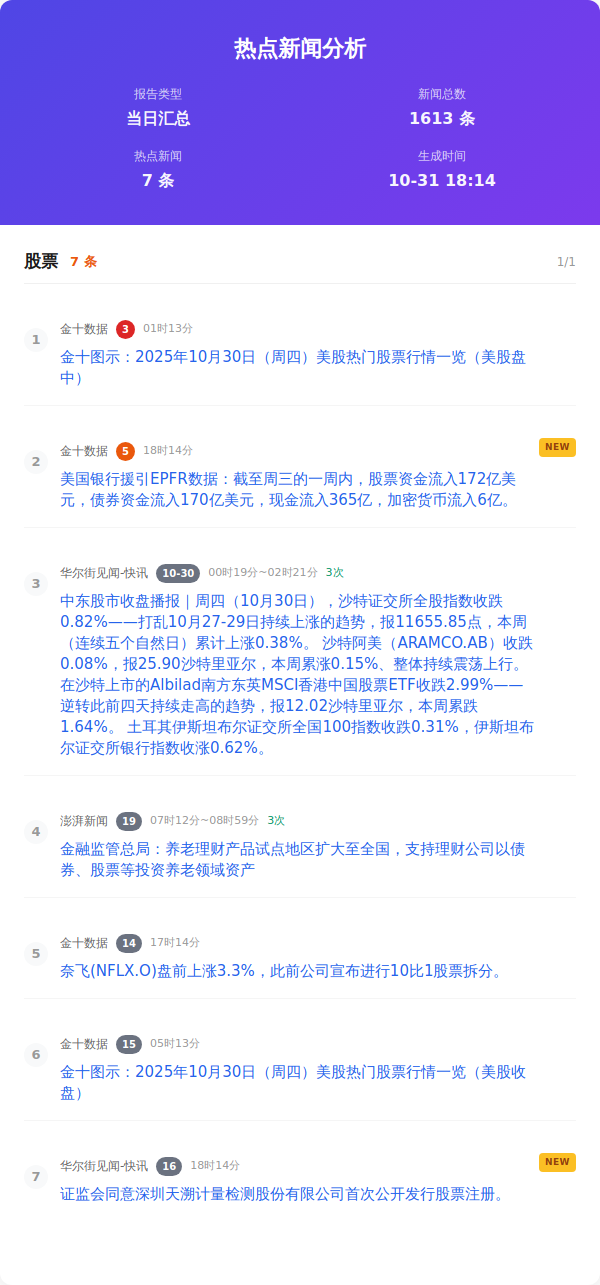 热点新闻分析
报告类型
新闻总数
当日汇总
1613 条
热点新闻
生成时间
7 条
10-31 18:14
股票 7 条 1/1
1 金十数据 3 01时13分
金十图示：2025年10月30日（周四）美股热门股票行情一览（美股盘
中）
2 金十数据 5 18时14分 NEW
美国银行援引EPFR数据：截至周三的一周内，股票资金流入172亿美
元，债券资金流入170亿美元，现金流入365亿，加密货币流入6亿。
3 华尔街见闻-快讯 10-30 00时19分~02时21分 3次
中东股市收盘播报｜周四（10月30日），沙特证交所全股指数收跌
0.82%——打乱10月27-29日持续上涨的趋势，报11655.85点，本周
（连续五个自然日）累计上涨0.38%。 沙特阿美（ARAMCO.AB）收跌
0.08%，报25.90沙特里亚尔，本周累涨0.15%、整体持续震荡上行。
在沙特上市的Albilad南方东英MSCI香港中国股票ETF收跌2.99%——
逆转此前四天持续走高的趋势，报12.02沙特里亚尔，本周累跌
1.64%。 土耳其伊斯坦布尔证交所全国100指数收跌0.31%，伊斯坦布
尔证交所银行指数收涨0.62%。
4 澎湃新闻 19 07时12分~08时59分 3次
金融监管总局：养老理财产品试点地区扩大至全国，支持理财公司以债
券、股票等投资养老领域资产
5 金十数据 14 17时14分
奈飞(NFLX.O)盘前上涨3.3%，此前公司宣布进行10比1股票拆分。
6 金十数据 15 05时13分
金十图示：2025年10月30日（周四）美股热门股票行情一览（美股收
盘）
7 华尔街见闻-快讯 16 18时14分 NEW
证监会同意深圳天溯计量检测股份有限公司首次公开发行股票注册。